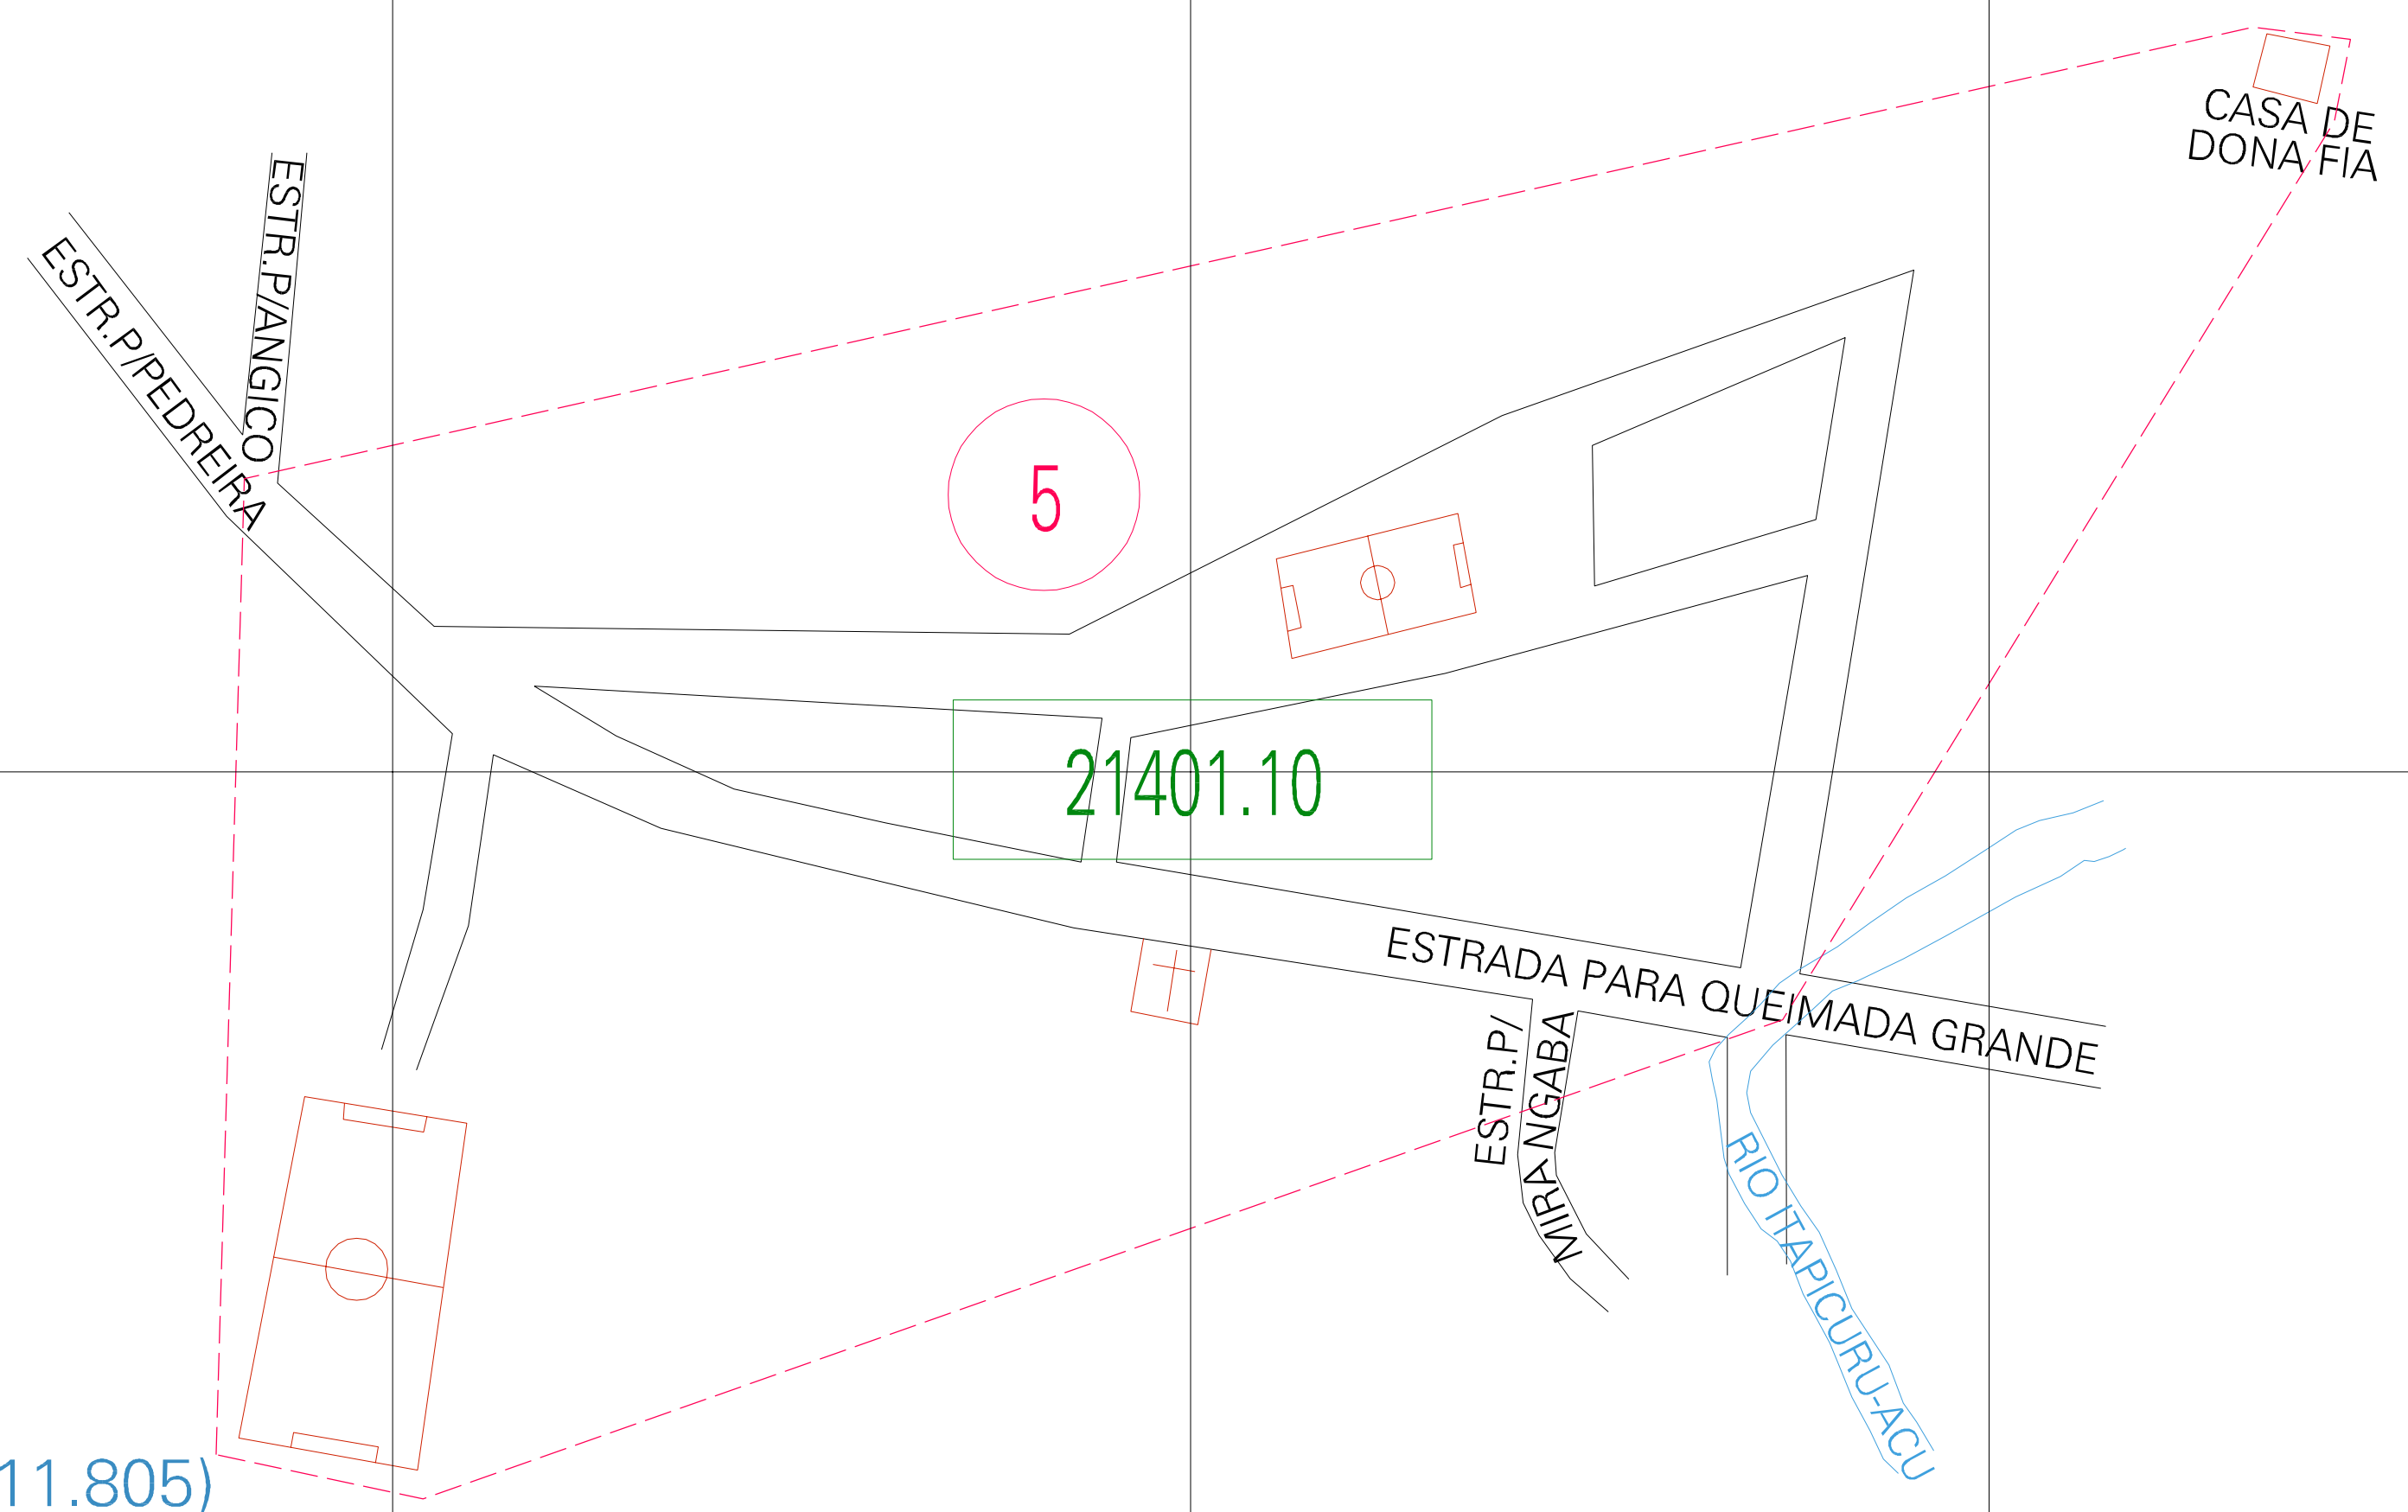 CASA DE
DONA FIA
ESTR.P/ANGICO
ESTR.P/PEDREIRA
5
21401.10
ESTRADA PARA QUEIMADA GRANDE
ESTR.P/
MIRANGABA
RIO ITAPICURU-ACU
11.805)